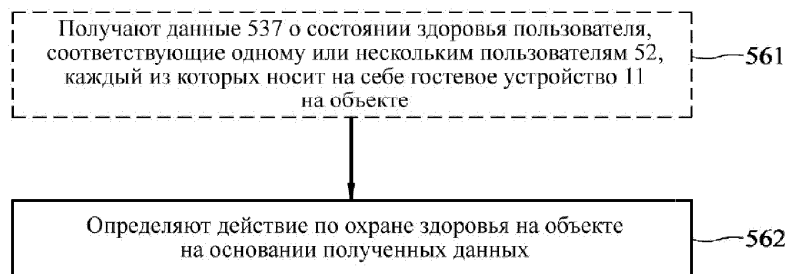 Получают данные 537 о состоянии здоровья пользователя,
соответствующие одному или нескольким пользователям 52,
каждый из которых носит на себе гостевое устройство 11
на объекте
561
Определяют действие по охране здоровья на объекте
на основании полученных данных
562